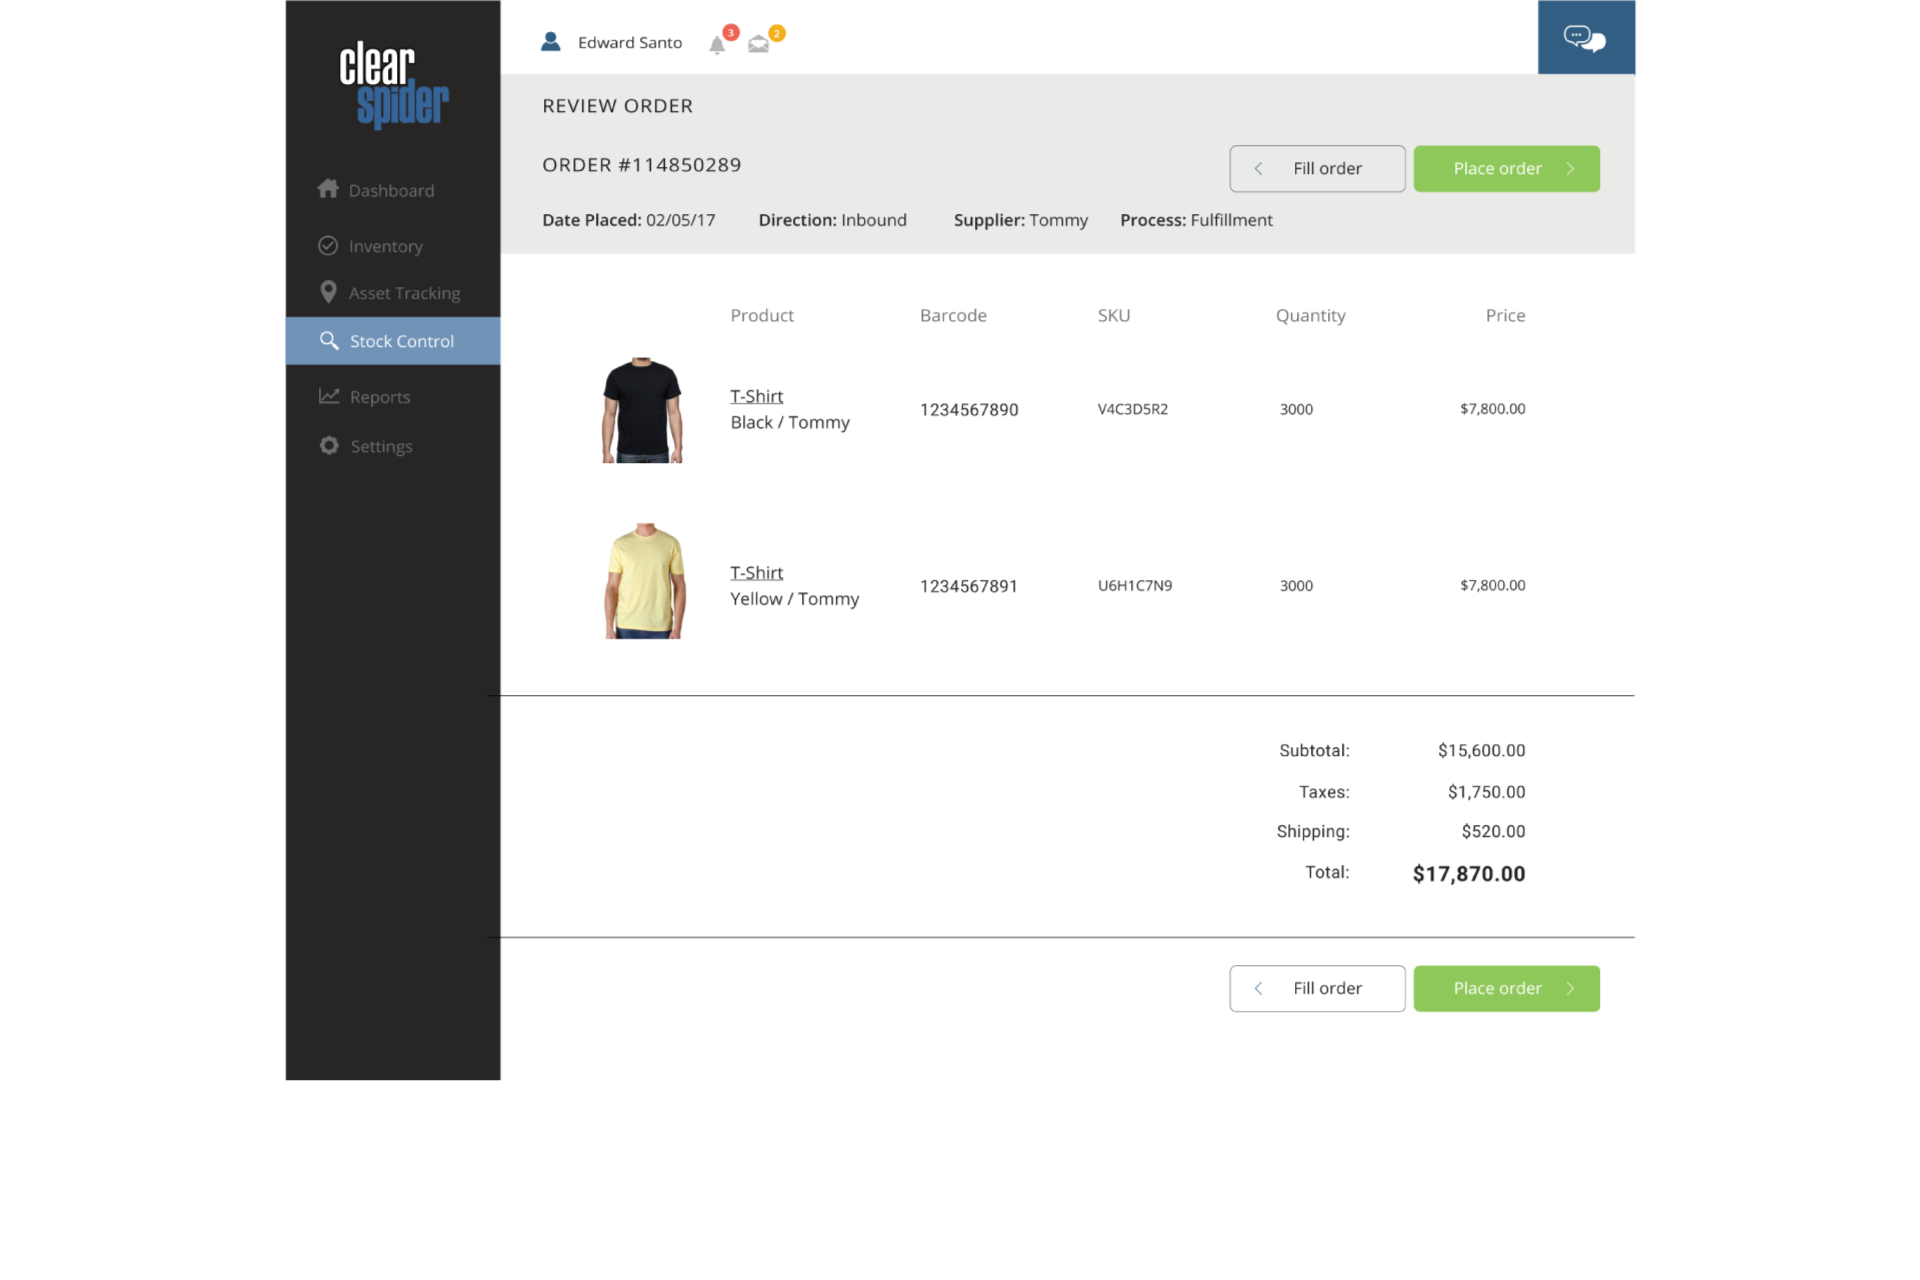 clear
spider
Dashboard
Inventory
Asset Tracking
Stock Control
Reports
Settings
Edward Santo 3 2
REVIEW ORDER
ORDER #114850289
Fill order Place order
Date Placed: 02/05/17 Direction: Inbound Supplier: Tommy Process: Fulfillment
Product Barcode SKU Quantity Price
T-Shirt
Black / Tommy 1234567890 V4C3D5R2 3000 $7,800.00
T-Shirt
Yellow / Tommy 1234567891 U6H1C7N9 3000 $7,800.00
Subtotal: $15,600.00
Taxes: $1,750.00
Shipping: $520.00
Total: $17,870.00
Fill order Place order